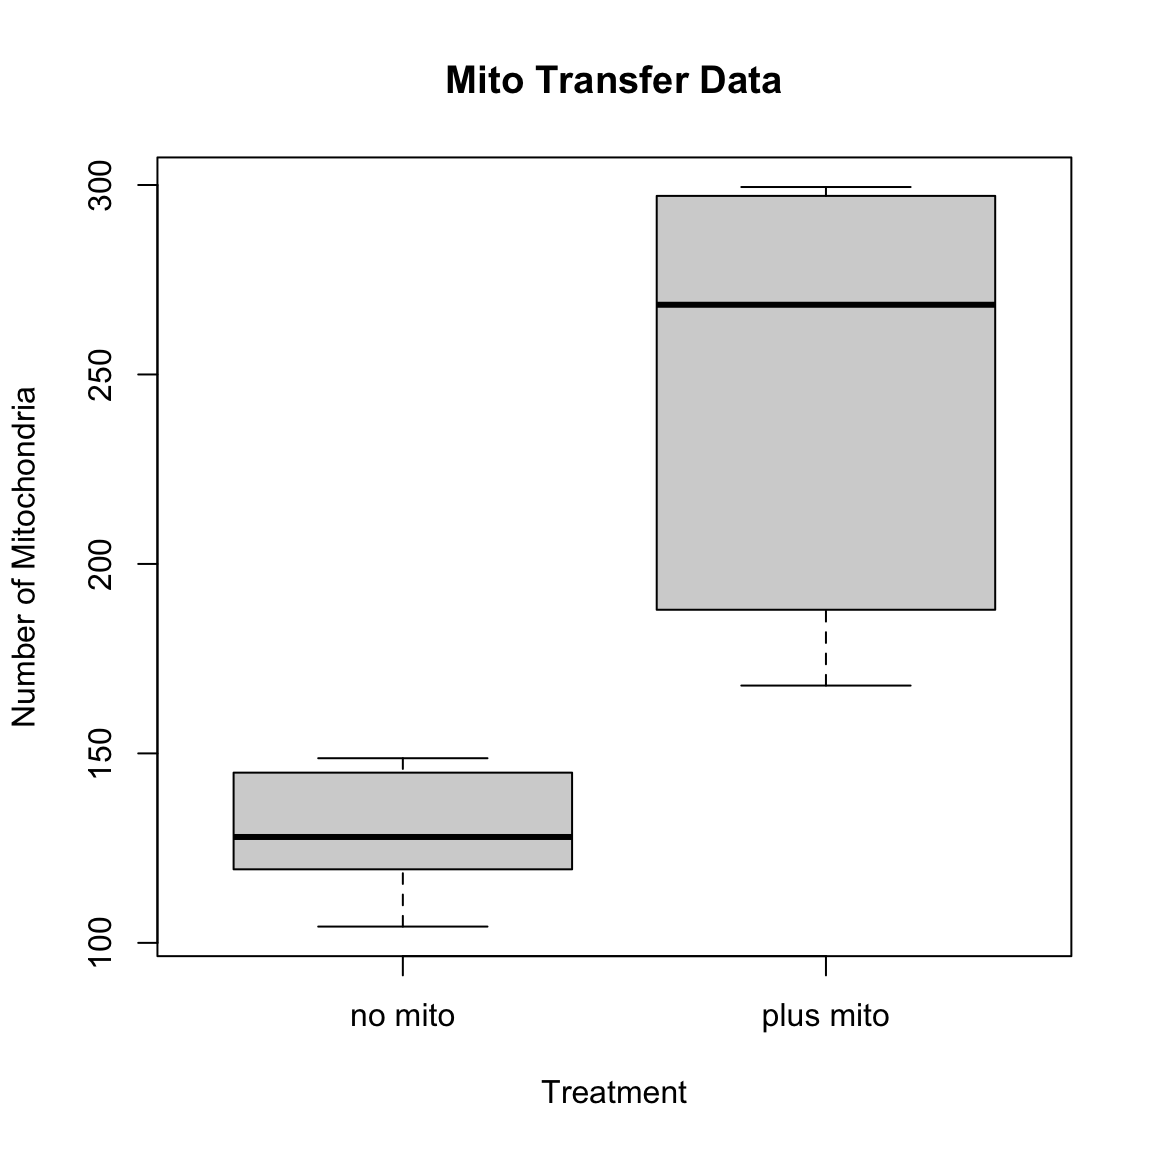 Mito Transfer Data
300
250
200
150
100
Number of Mitochondria
no mito
plus mito
Treatment